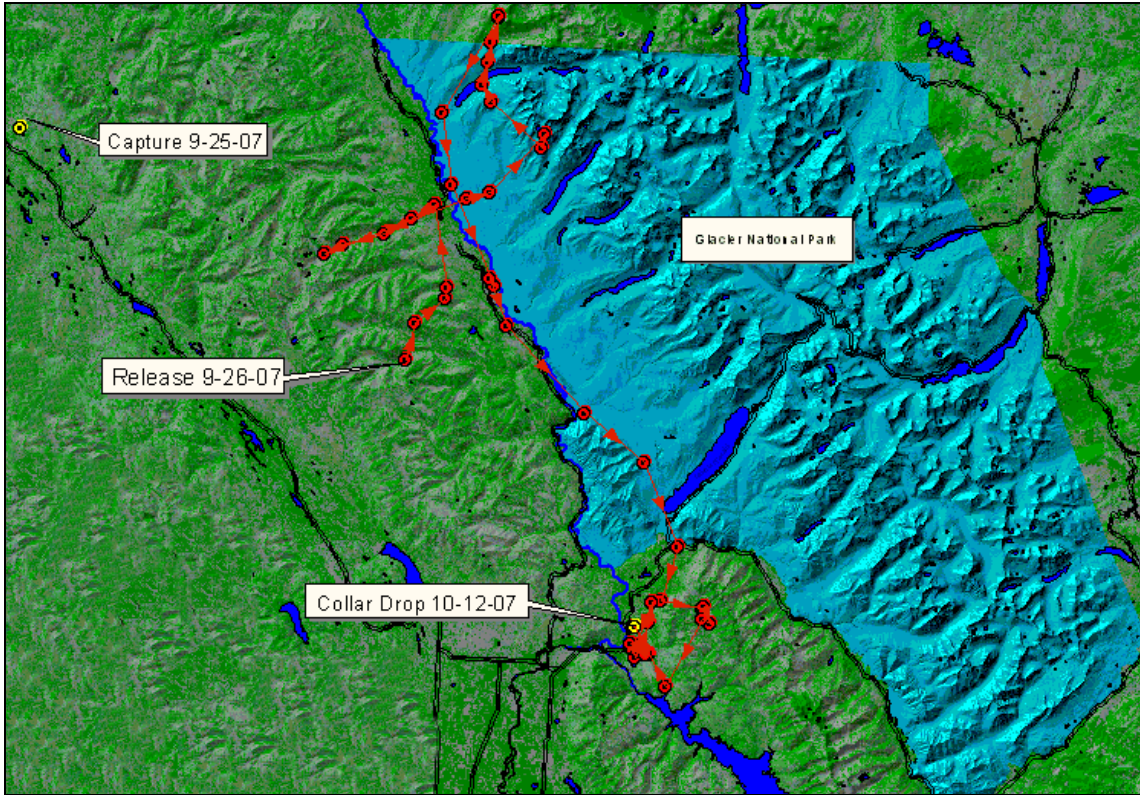 Capture 9-25-07
Glacier National Park
Release 9-26-07
Collar Drop 10-12-07